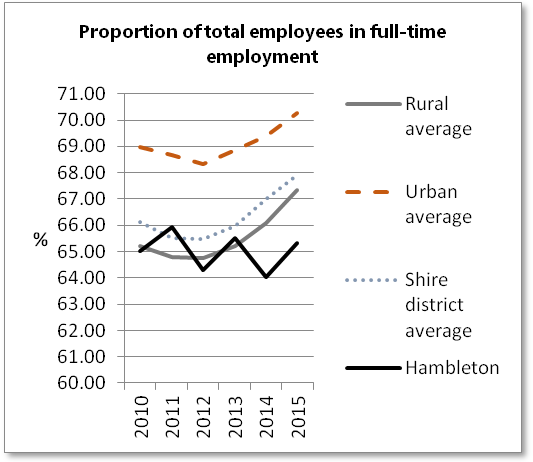 Proportion of total employees in full-time
employment
71.00
70.00
69.00
68.00
67.00
66.00
65.00
64.00
63.00
62.00
61.00
60.00
%
2010
2011
2012
2013
2014
2015
Rural
average
Urban
average
Shire
district
average
Hambleton